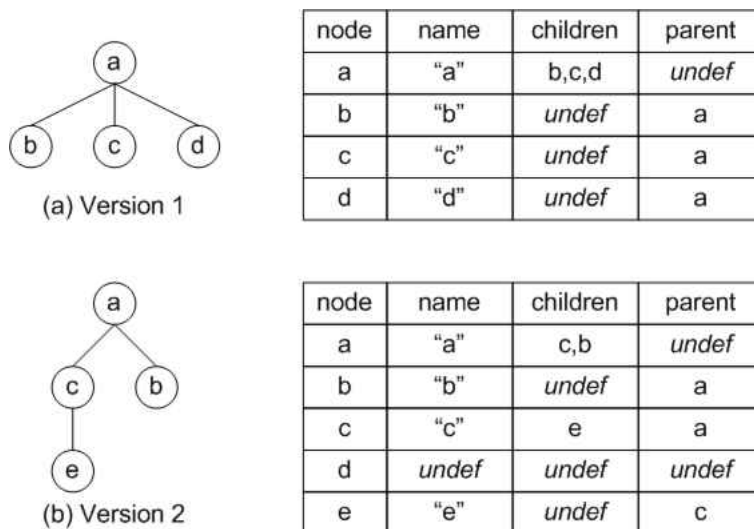 a
b c d
(a) Version 1
node name children parent
a “a” b,c,d undef
b “b” undef a
c “c” undef a
d “d” undef a
a
c b
e
(b) Version 2
node name children parent
a “a” c,b undef
b “b” undef a
c “c” e a
d undef undef undef
e “e” undef c